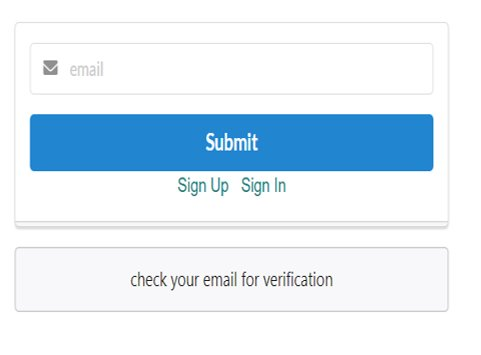 email
Submit
Sign Up Sign In
check your email for verification